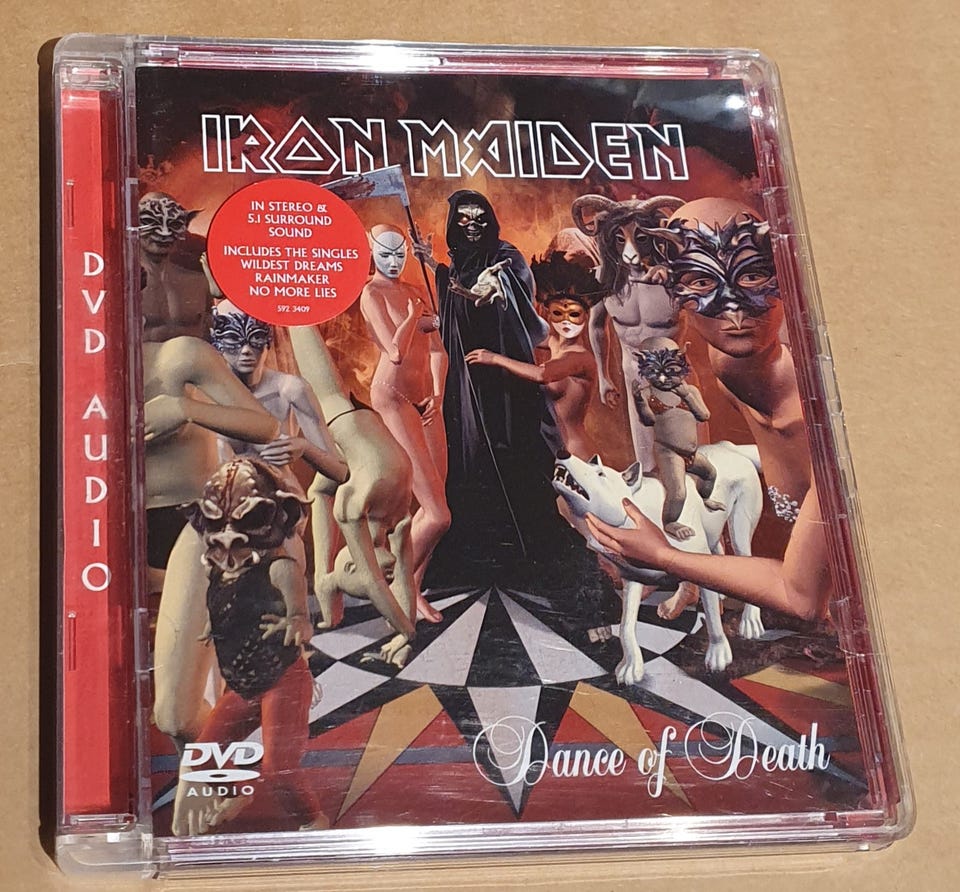 IRON MAIDEN
IN STEREO &
5.1 SURROUND
SOUND
INCLUDES THE SINGLES
WILDEST DREAMS
RAINMAKER
NO MORE LIES
592 3409
DVD AUDIO
Dance of Death
DVD
AUDIO